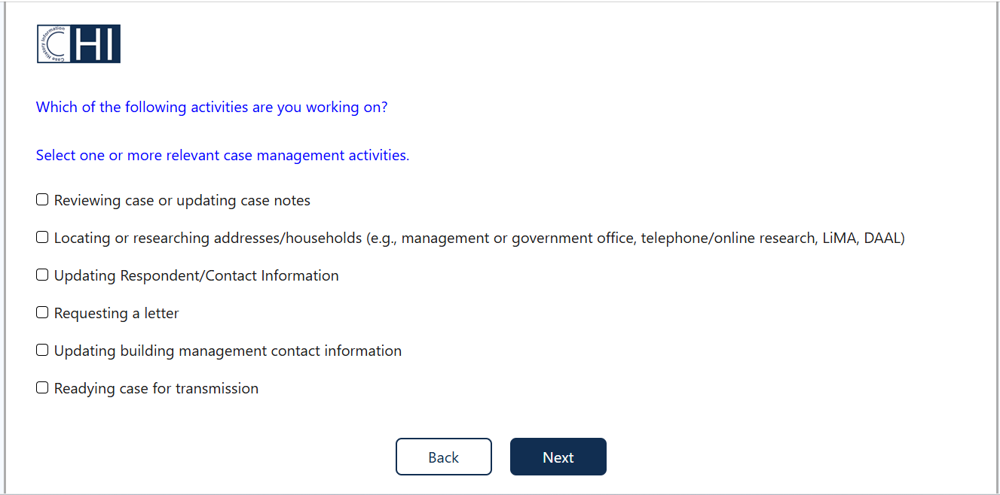 Case History Information
CHI
Which of the following activities are you working on?
Select one or more relevant case management activities.
Reviewing case or updating case notes
Locating or researching addresses/households (e.g., management or government office, telephone/online research, LiMA, DAAL)
Updating Respondent/Contact Information
Requesting a letter
Updating building management contact information
Readying case for transmission
Back
Next